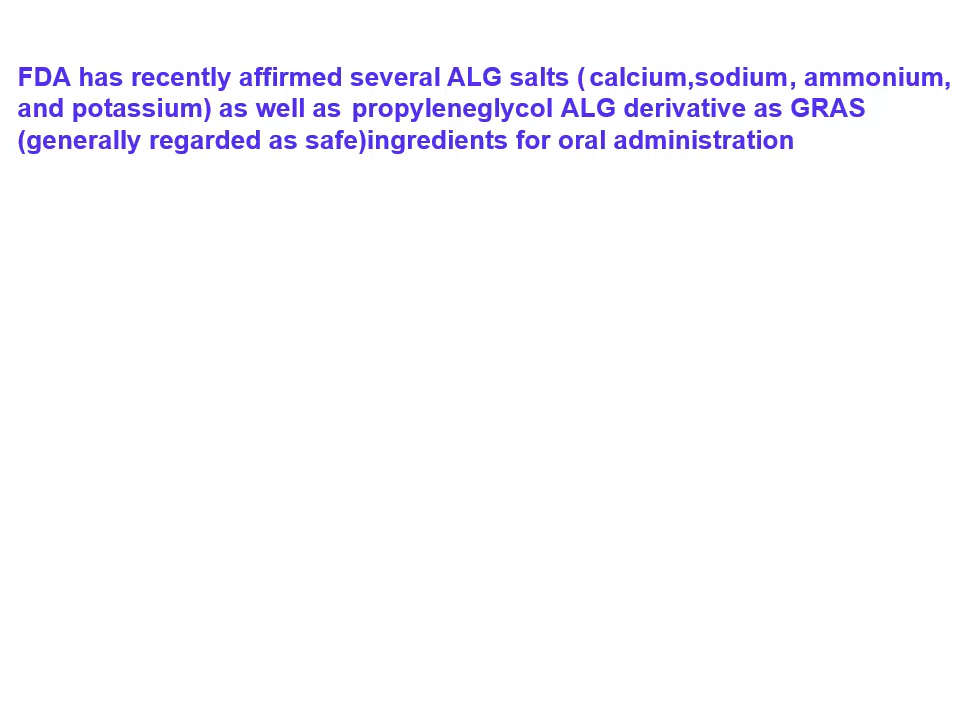 FDA has recently affirmed several ALG salts (calcium,sodium, ammonium,
and potassium) as well as propyleneglycol ALG derivative as GRAS
(generally regarded as safe)ingredients for oral administration